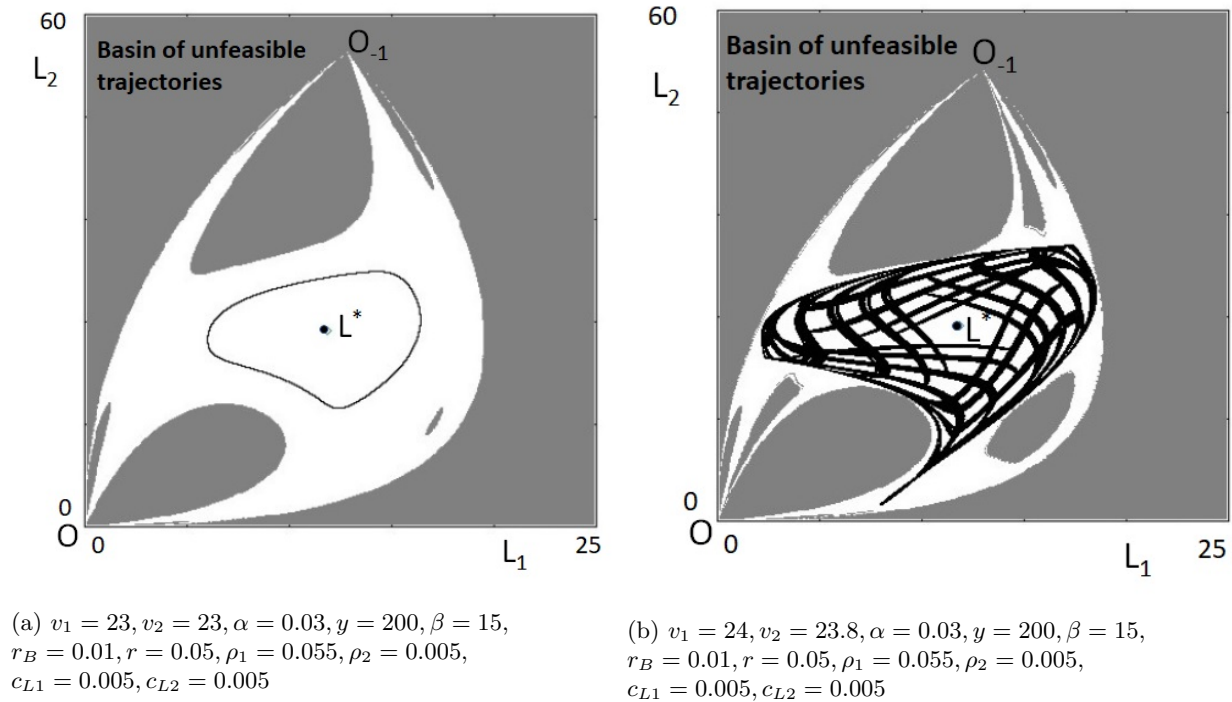 60
L2
Basin of unfeasible
trajectories
O-1
L*
0
O
0
25
L1
(a) v1 = 23, v2 = 23, α = 0.03, y = 200, β = 15,
rB = 0.01, r = 0.05, ρ1 = 0.055, ρ2 = 0.005,
cL1 = 0.005, cL2 = 0.005
60
L2
Basin of unfeasible
trajectories
O-1
L*
0
O
0
25
L1
(b) v1 = 24, v2 = 23.8, α = 0.03, y = 200, β = 15,
rB = 0.01, r = 0.05, ρ1 = 0.055, ρ2 = 0.005,
cL1 = 0.005, cL2 = 0.005